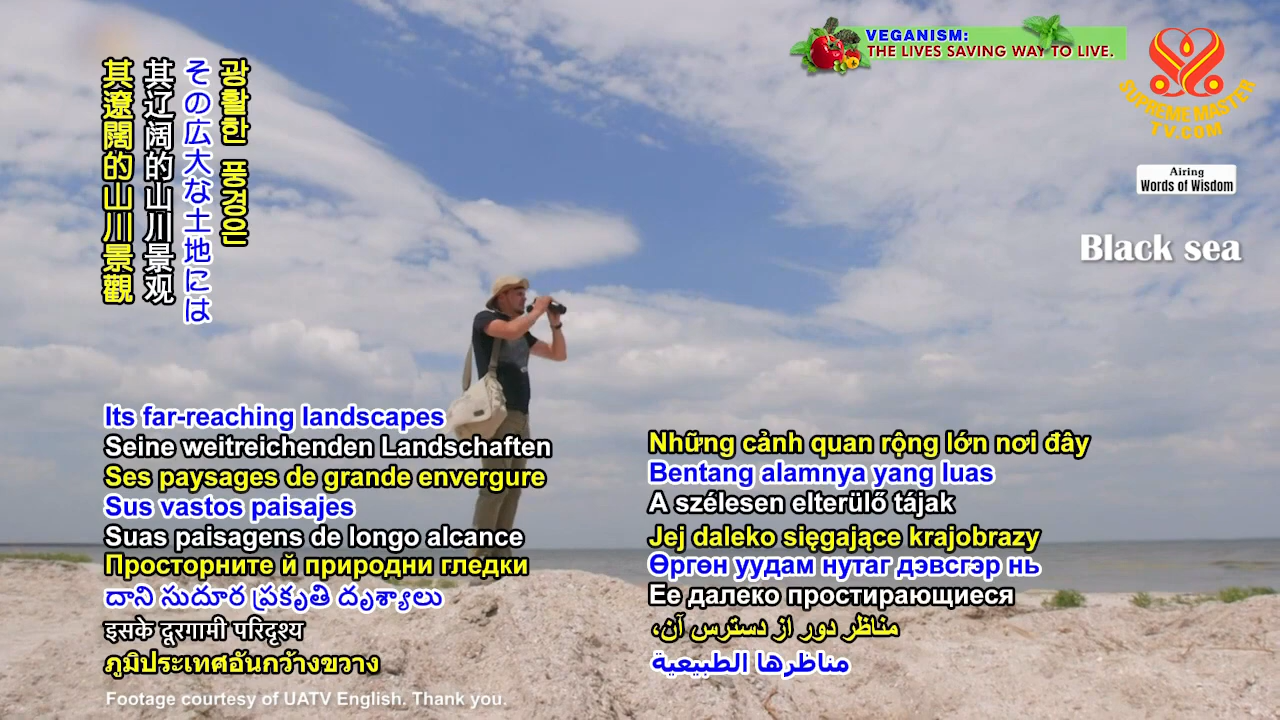 VEGANISM:
THE LIVES SAVING WAY TO LIVE.
SUPREME MASTER
TV.COM
Airing
Words of Wisdom
Black sea
광활한 풍경은
その広大な土地には
其辽阔的山川景观
其遼闊的山川景觀
Its far-reaching landscapes
Seine weitreichenden Landschaften
Ses paysages de grande envergure
Sus vastos paisajes
Suas paisagens de longo alcance
Просторните й природни гледки
దాని సుదూర ప్రకృతి దృశ్యాలు
इसके दूरगामी परिदृश्य
ภูมิประเทศอันกว้างขวาง
Những cảnh quan rộng lớn nơi đây
Bentang alamnya yang luas
A szélesen elterülő tájak
Jej daleko sięgające krajobrazy
Өргөн уудам нутаг дэвсгэр нь
Ее далеко простирающиеся
مناظر دور از دسترس آن،
مناظرها الطبيعية
Footage courtesy of UATV English. Thank you.